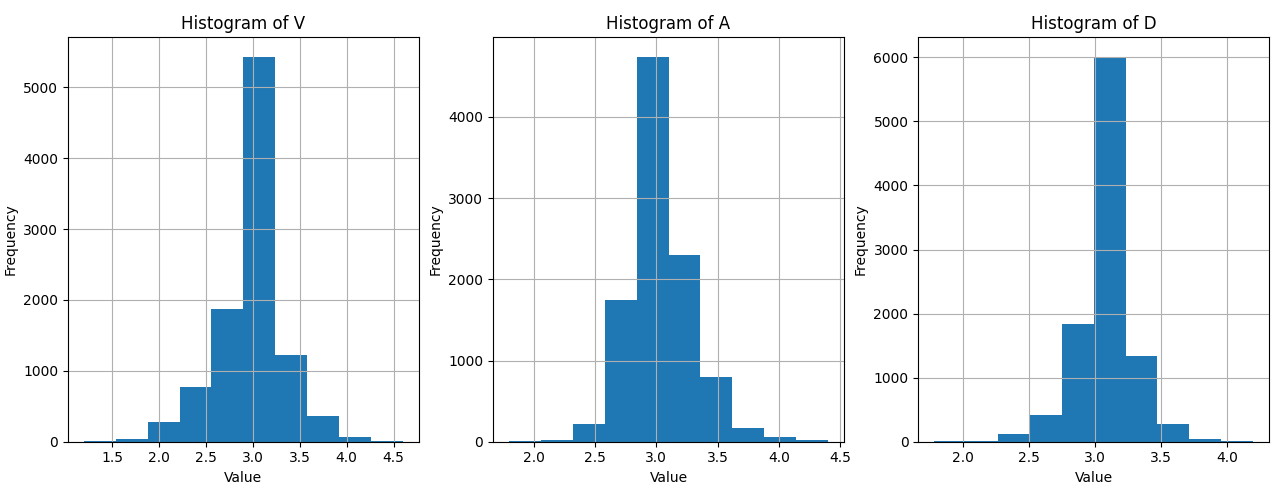 Histogram of V
5000
4000
3000
2000
1000
0
1.5 2.0 2.5 3.0 3.5 4.0 4.5
Frequency
Value
Histogram of A
4000
3000
2000
1000
0
2.0 2.5 3.0 3.5 4.0 4.5
Frequency
Value
Histogram of D
6000
5000
4000
3000
2000
1000
0
2.0 2.5 3.0 3.5 4.0
Frequency
Value